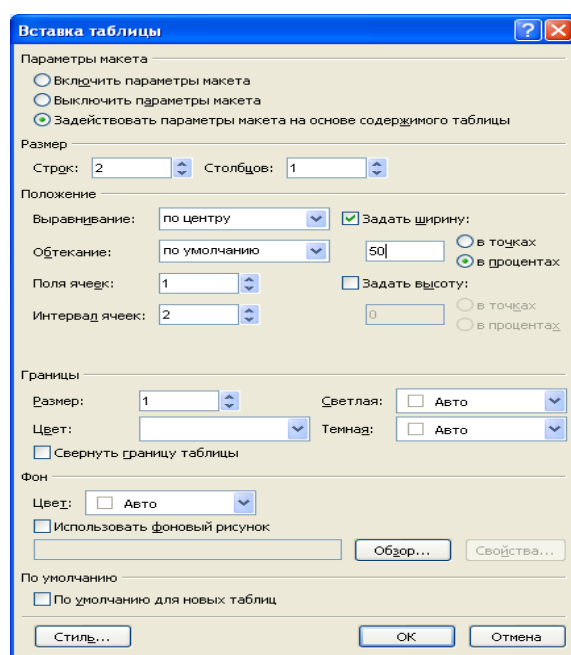 Вставка таблицы
Параметры макета
Включить параметры макета
Выключить параметры макета
Задействовать параметры макета на основе содержимого таблицы
Размер
Строк: 2 Столбцов: 1
Положение
Выравнивание: по центру Задать ширину:
Обтекание: по умолчанию 50 в точках
в процентах
Поля ячеек: 1 Задать высоту:
Интервал ячеек: 2 0 в точках
в процентах
Границы
Размер: 1 Светлая: Авто
Цвет: Темная: Авто
Свернуть границу таблицы
Фон
Цвет: Авто
Использовать фоновый рисунок
Обзор... Свойства...
По умолчанию
По умолчанию для новых таблиц
Стиль... ОК Отмена